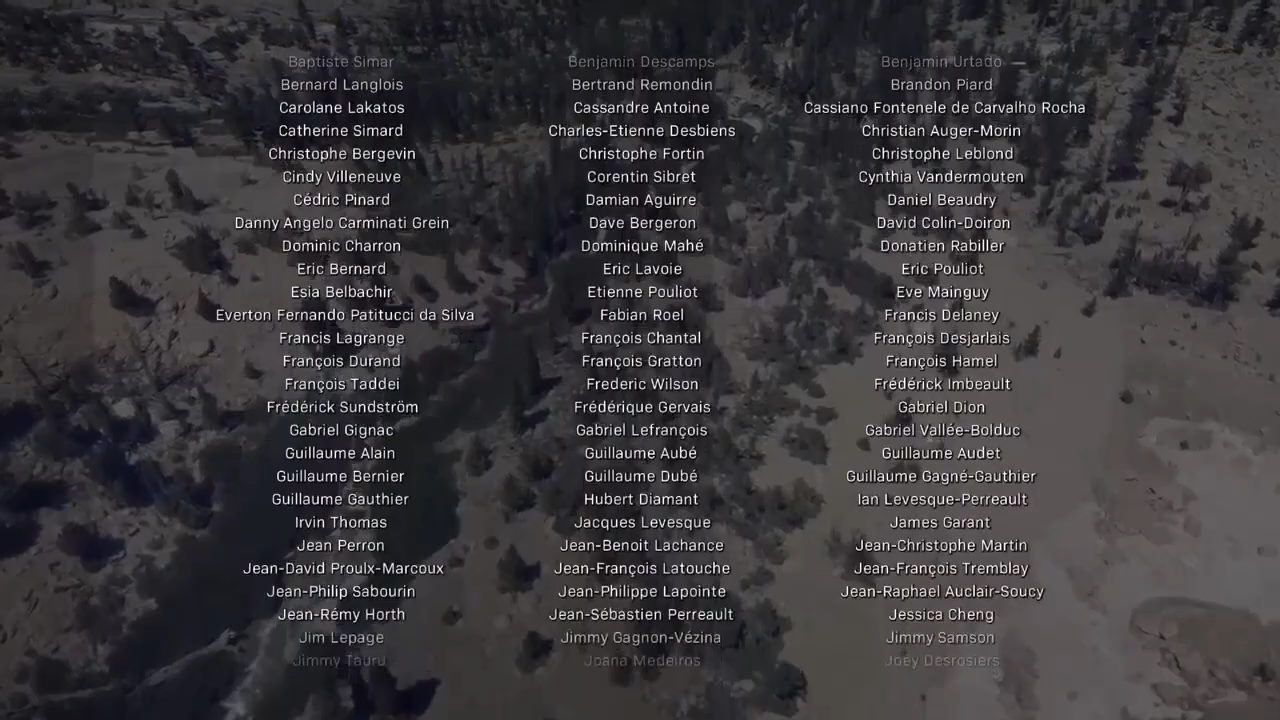 Baptiste Simar Benjamin Descamps Benjamin Urtado
Bernard Langlois Bertrand Remondin Brandon Piard
Carolane Lakatos Cassandre Antoine Cassiano Fontenele de Carvalho Rocha
Catherine Simard Charles-Etienne Desbiens Christian Auger-Morin
Christophe Bergevin Christophe Fortin Christophe Leblond
Cindy Villeneuve Corentin Sibret Cynthia Vandermouten
Cédric Pinard Damian Aguirre Daniel Beaudry
Danny Angelo Carminati Grein Dave Bergeron David Colin-Doiron
Dominic Charron Dominique Mahé Donatien Rabiller
Eric Bernard Eric Lavoie Eric Pouliot
Esia Belbachir Etienne Pouliot Eve Mainguy
Everton Fernando Patitucci da Silva Fabian Roel Francis Delaney
Francis Lagrange François Chantal François Desjarlais
François Durand François Gratton François Hamel
François Taddei Frederic Wilson Frédérick Imbeault
Frédérick Sundström Frédérique Gervais Gabriel Dion
Gabriel Gignac Gabriel Lefrançois Gabriel Vallée-Bolduc
Guillaume Alain Guillaume Aubé Guillaume Audet
Guillaume Bernier Guillaume Dubé Guillaume Gagné-Gauthier
Guillaume Gauthier Hubert Diamant Ian Levesque-Perreault
Irvin Thomas Jacques Levesque James Garant
Jean Perron Jean-Benoit Lachance Jean-Christophe Martin
Jean-David Proulx-Marcoux Jean-François Latouche Jean-François Tremblay
Jean-Philip Sabourin Jean-Philippe Lapointe Jean-Raphael Auclair-Soucy
Jean-Rémy Horth Jean-Sébastien Perreault Jessica Cheng
Jim Lepage Jimmy Gagnon-Vézina Jimmy Samson
Jimmy Tauru Joana Medeiros Joey Desrosiers